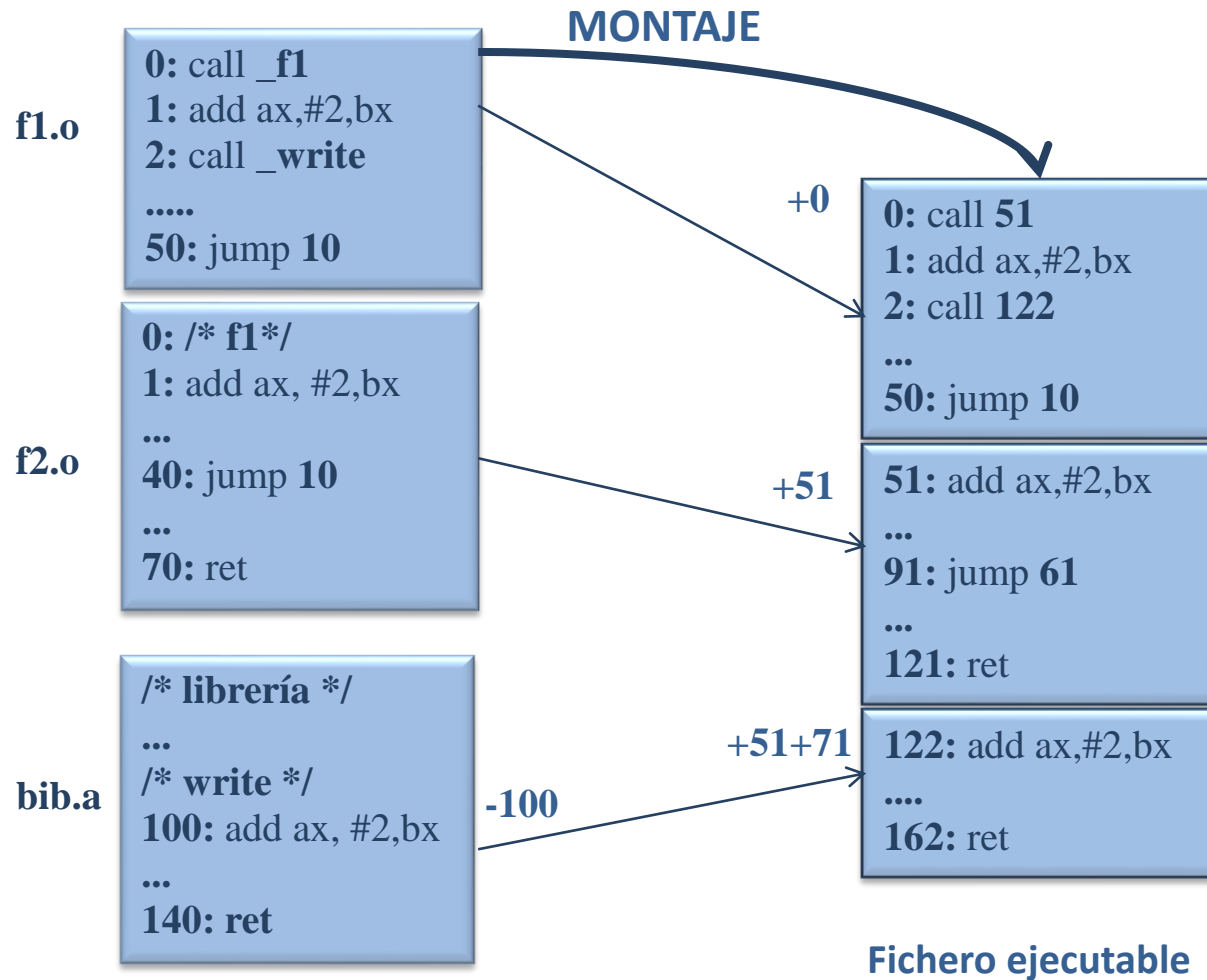 MONTAJE
f1.o
0: call _f1
1: add ax,#2,bx
2: call _write
.....
50: jump 10
f2.o
0: /* f1*/
1: add ax, #2,bx
...
40: jump 10
...
70: ret
bib.a
/* librería */
...
/* write */
100: add ax, #2,bx
...
140: ret
+0
+51
+51+71
-100
0: call 51
1: add ax,#2,bx
2: call 122
...
50: jump 10
51: add ax,#2,bx
...
91: jump 61
...
121: ret
122: add ax,#2,bx
....
162: ret
Fichero ejecutable